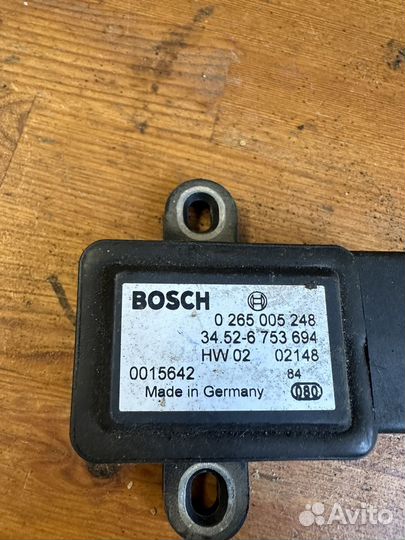 BOSCH
0 265 005 248
34.52-6 753 694
HW 02 02148
0015642 84
Made in Germany 080
Avito